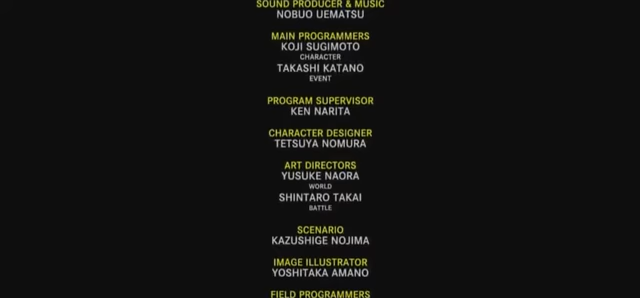 SOUND PRODUCER & MUSIC
NOBUO UEMATSU
MAIN PROGRAMMERS
KOJI SUGIMOTO
CHARACTER
TAKASHI KATANO
EVENT
PROGRAM SUPERVISOR
KEN NARITA
CHARACTER DESIGNER
TETSUYA NOMURA
ART DIRECTORS
YUSUKE NAORA
WORLD
SHINTARO TAKAI
BATTLE
SCENARIO
KAZUSHIGE NOJIMA
IMAGE ILLUSTRATOR
YOSHITAKA AMANO
FIELD PROGRAMMERS